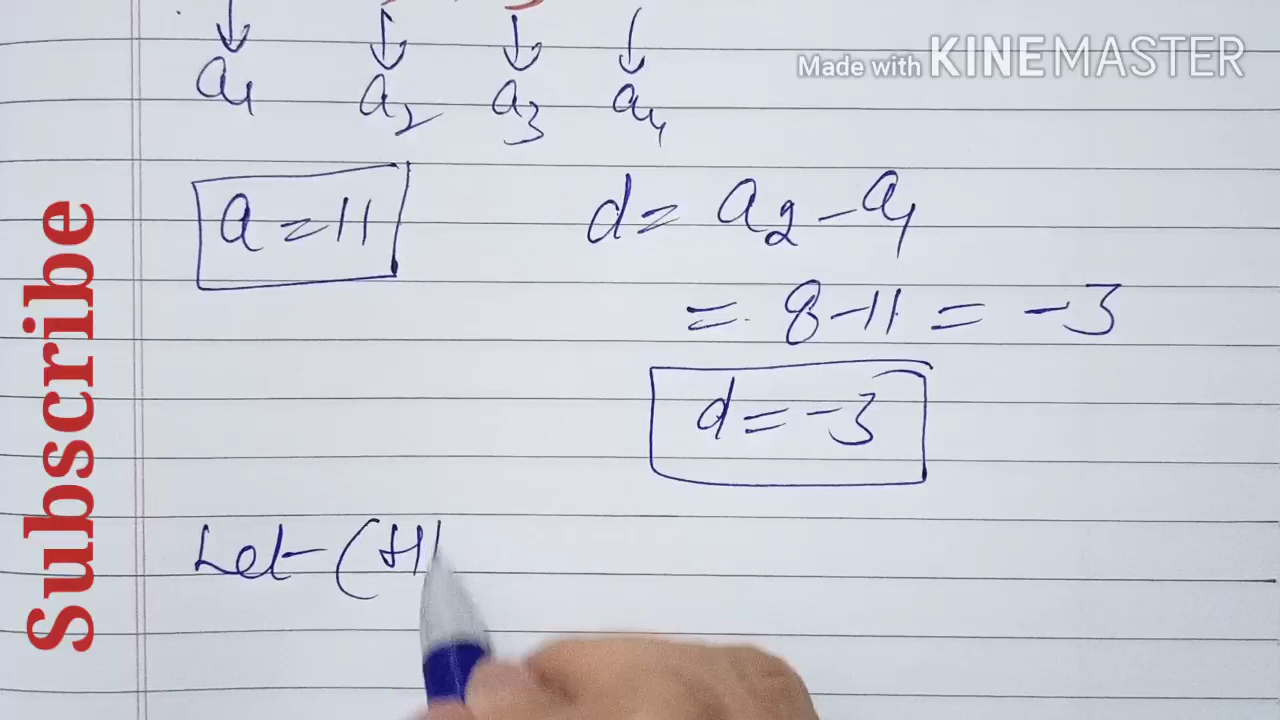 Made with KINEMASTER
a1 a2 a3 a4
a = 11 d = a2 - a1
= 8 - 11 = -3
d = -3
Let (-11
Subscribe